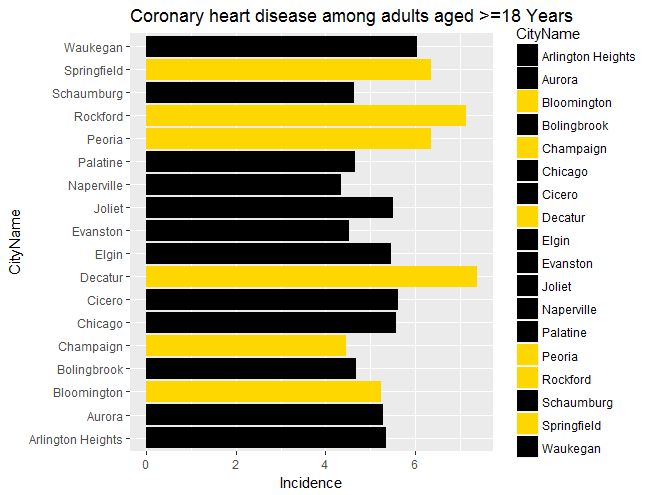 Coronary heart disease among adults aged >=18 Years
CityName
Waukegan
Springfield
Schaumburg
Rockford
Peoria
Palatine
Naperville
Joliet
Evanston
Elgin
Decatur
Cicero
Chicago
Champaign
Bolingbrook
Bloomington
Aurora
Arlington Heights
0 2 4 6
Incidence
CityName
Arlington Heights
Aurora
Bloomington
Bolingbrook
Champaign
Chicago
Cicero
Decatur
Elgin
Evanston
Joliet
Naperville
Palatine
Peoria
Rockford
Schaumburg
Springfield
Waukegan